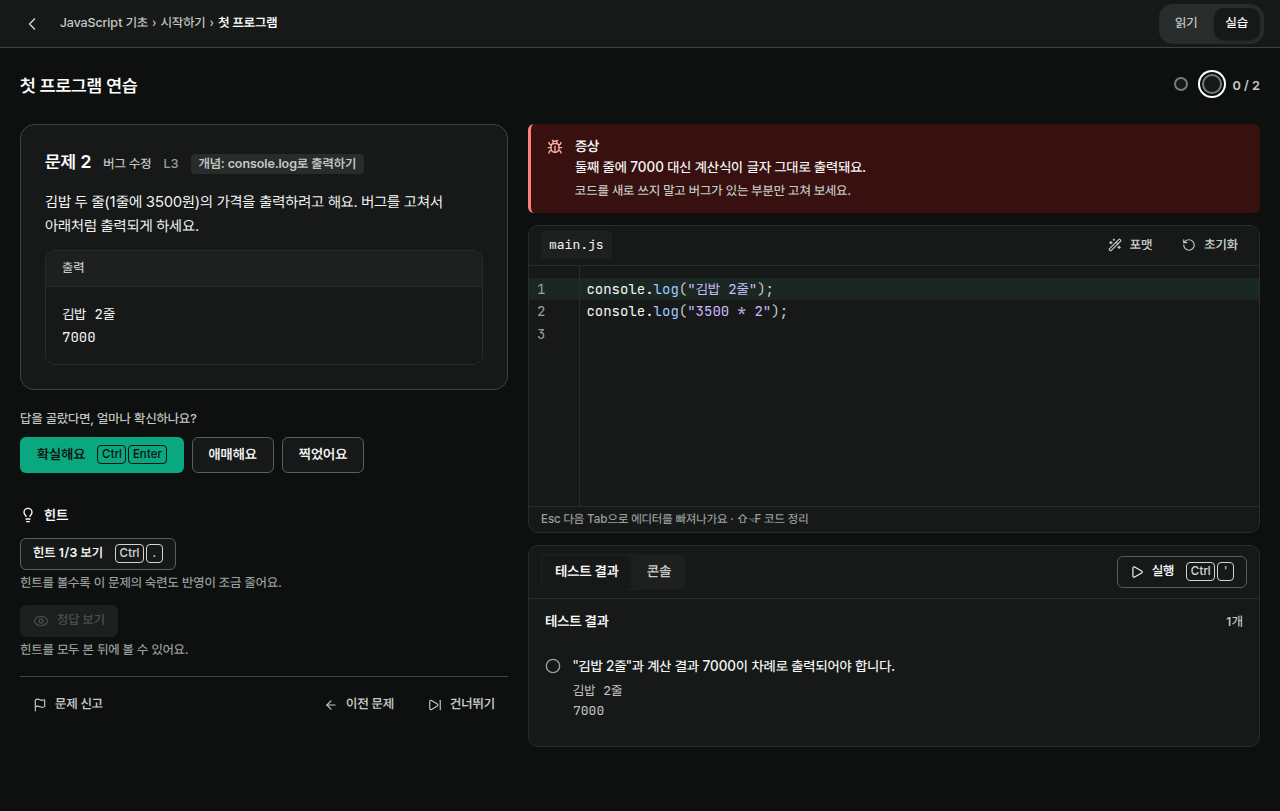 JavaScript 기초 › 시작하기 › 첫 프로그램
읽기
실습
첫 프로그램 연습
0 / 2
문제 2 버그 수정 L3 개념: console.log로 출력하기
김밥 두 줄(1줄에 3500원)의 가격을 출력하려고 해요. 버그를 고쳐서
아래처럼 출력되게 하세요.
출력
김밥 2줄
7000
답을 골랐다면, 얼마나 확신하나요?
확실해요 Ctrl Enter
애매해요
찍었어요
힌트
힌트 1/3 보기 Ctrl .
힌트를 볼수록 이 문제의 숙련도 반영이 조금 줄어요.
정답 보기
힌트를 모두 본 뒤에 볼 수 있어요.
문제 신고
이전 문제
건너뛰기
증상
둘째 줄에 7000 대신 계산식이 글자 그대로 출력돼요.
코드를 새로 쓰지 말고 버그가 있는 부분만 고쳐 보세요.
main.js
포맷
초기화
1 console.log("김밥 2줄");
2 console.log("3500 * 2");
3
Esc 다음 Tab으로 에디터를 빠져나가요 · ⇧⌥F 코드 정리
테스트 결과
콘솔
실행 Ctrl '
테스트 결과
1개
"김밥 2줄"과 계산 결과 7000이 차례로 출력되어야 합니다.
김밥 2줄
7000